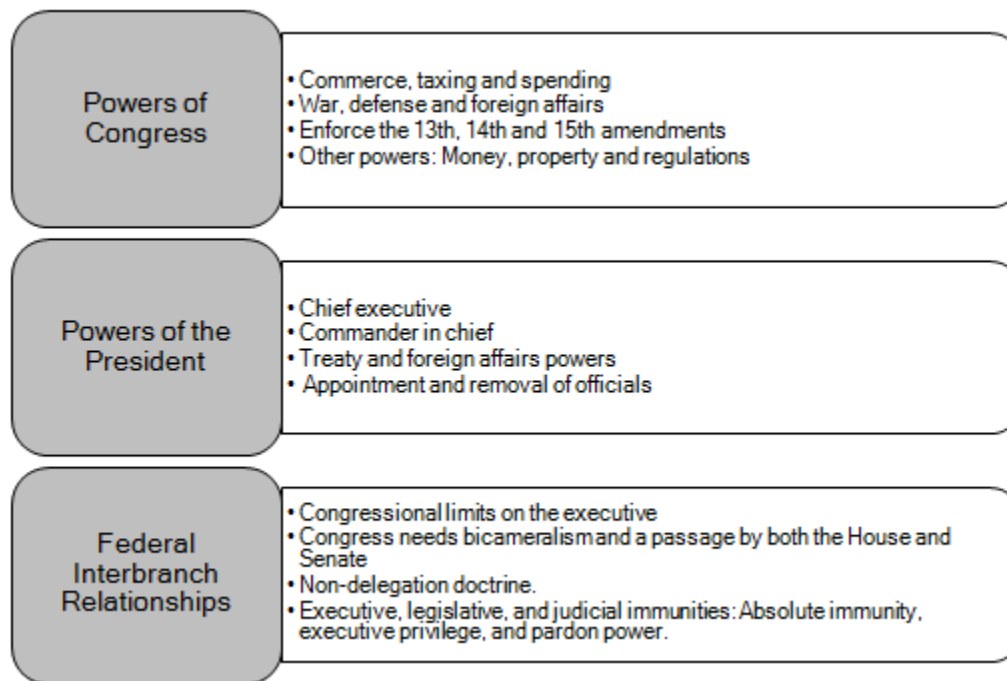 Powers of
Congress
• Commerce, taxing and spending
• War, defense and foreign affairs
• Enforce the 13th, 14th and 15th amendments
• Other powers: Money, property and regulations
Powers of the
President
• Chief executive
• Commander in chief
• Treaty and foreign affairs powers
• Appointment and removal of officials
Federal
Interbranch
Relationships
• Congressional limits on the executive
• Congress needs bicameralism and a passage by both the House and
Senate
• Non-delegation doctrine.
• Executive, legislative, and judicial immunities: Absolute immunity,
executive privilege, and pardon power.